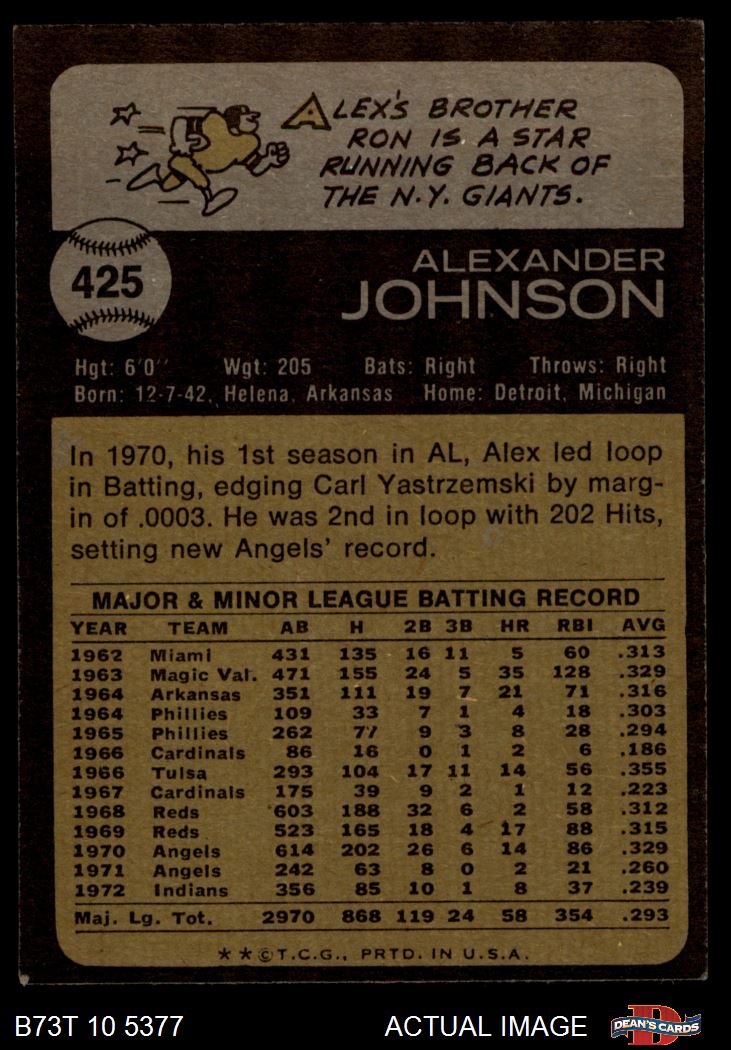 ALEX'S BROTHER
RON IS A STAR
RUNNING BACK OF
THE N.Y. GIANTS.
425
ALEXANDER
JOHNSON
Hgt: 6'0" Wgt: 205 Bats: Right Throws: Right
Born: 12-7-42, Helena, Arkansas Home: Detroit, Michigan
In 1970, his 1st season in AL, Alex led loop
in Batting, edging Carl Yastrzemski by marg-
in of .0003. He was 2nd in loop with 202 Hits,
setting new Angels' record.
MAJOR & MINOR LEAGUE BATTING RECORD
YEAR TEAM AB H 2B 3B HR RBI AVG
1962 Miami 431 135 16 11 5 60 .313
1963 Magic Val. 471 155 24 5 35 128 .329
1964 Arkansas 351 111 19 7 21 71 .316
1964 Phillies 109 33 7 1 4 18 .303
1965 Phillies 262 77 9 3 8 28 .294
1966 Cardinals 86 16 0 1 2 6 .186
1966 Tulsa 293 104 17 11 14 56 .355
1967 Cardinals 175 39 9 2 1 12 .223
1968 Reds 603 188 32 6 2 58 .312
1969 Reds 523 165 18 4 17 88 .315
1970 Angels 614 202 26 6 14 86 .329
1971 Angels 242 63 8 0 2 21 .260
1972 Indians 356 85 10 1 8 37 .239
Maj. Lg. Tot. 2970 868 119 24 58 354 .293
* * © T.C.G., PRTD. IN U.S.A.
B73T 10 5377 ACTUAL IMAGE DEAN'S CARDS